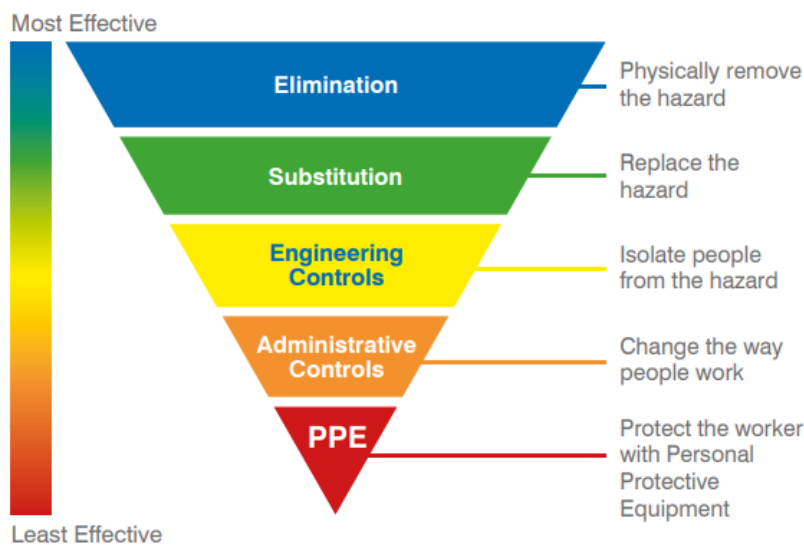 Most Effective
Elimination
Physically remove
the hazard
Substitution
Replace the
hazard
Engineering
Controls
Isolate people
from the hazard
Administrative
Controls
Change the way
people work
PPE
Protect the worker
with Personal
Protective
Equipment
Least Effective